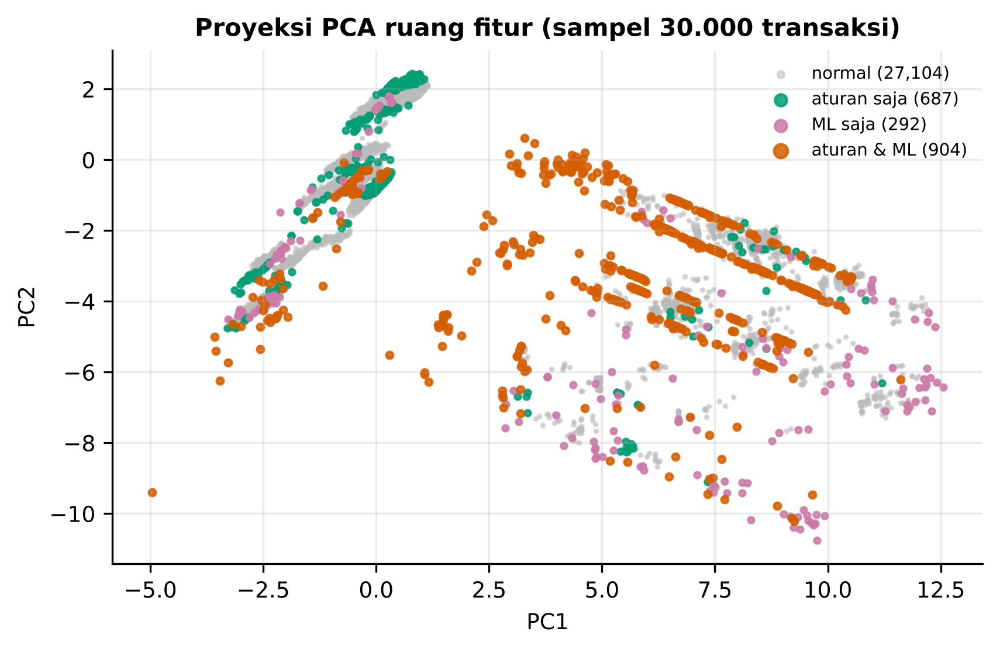 Proyeksi PCA ruang fitur (sampel 30.000 transaksi)
normal (27,104)
aturan saja (687)
ML saja (292)
aturan & ML (904)
2
0
−2
−4
−6
−8
−10
PC2
−5.0 −2.5 0.0 2.5 5.0 7.5 10.0 12.5
PC1